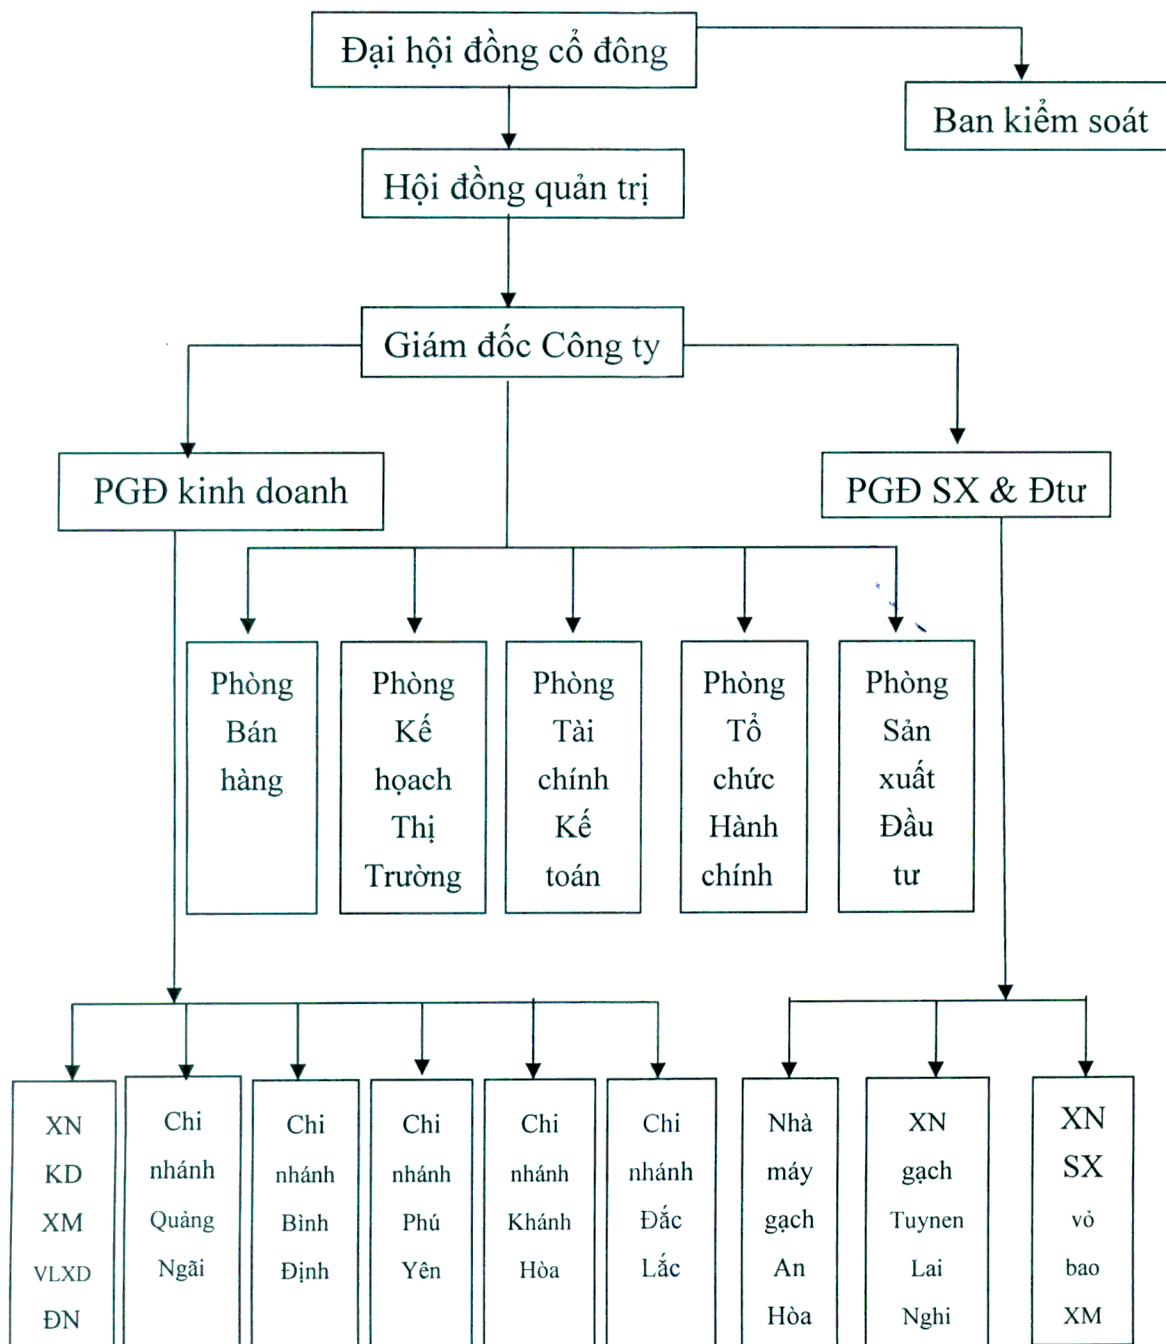 Đại hội đồng cổ đông
Ban kiểm soát
Hội đồng quản trị
Giám đốc Công ty
PGĐ kinh doanh
PGĐ SX & Đtư
Phòng
Bán
hàng
Phòng
Kế
họach
Thị
Trường
Phòng
Tài
chính
Kế
toán
Phòng
Tổ
chức
Hành
chính
Phòng
Sản
xuất
Đầu
tư
XN
KD
XM
VLXD
ĐN
Chi
nhánh
Quảng
Ngãi
Chi
nhánh
Bình
Định
Chi
nhánh
Phú
Yên
Chi
nhánh
Khánh
Hòa
Chi
nhánh
Đắc
Lắc
Nhà
máy
gạch
An
Hòa
XN
gạch
Tuynen
Lai
Nghi
XN
SX
vỏ
bao
XM